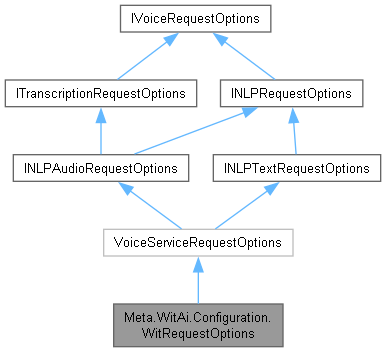 IVoiceRequestOptions
ITranscriptionRequestOptions
INLPRequestOptions
INLPAudioRequestOptions
INLPTextRequestOptions
VoiceServiceRequestOptions
Meta.WitAi.Configuration.
WitRequestOptions